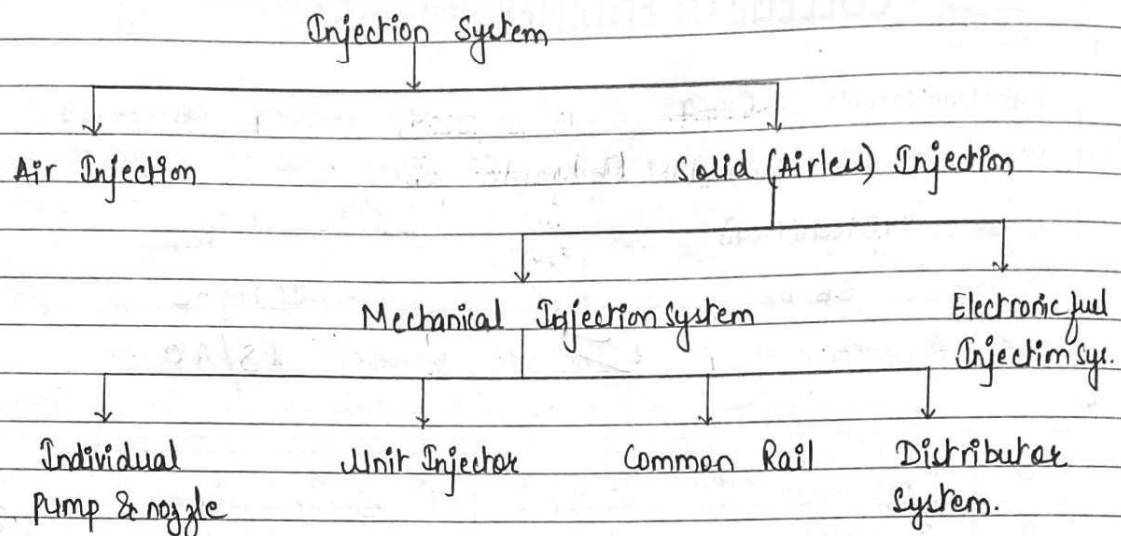 Injection System
Air Injection
Solid (Airless) Injection
Mechanical Injection system
Electronic fuel
Injection sys.
Individual
pump & nozzle
Unit Injector
Common Rail
Distributor
system.